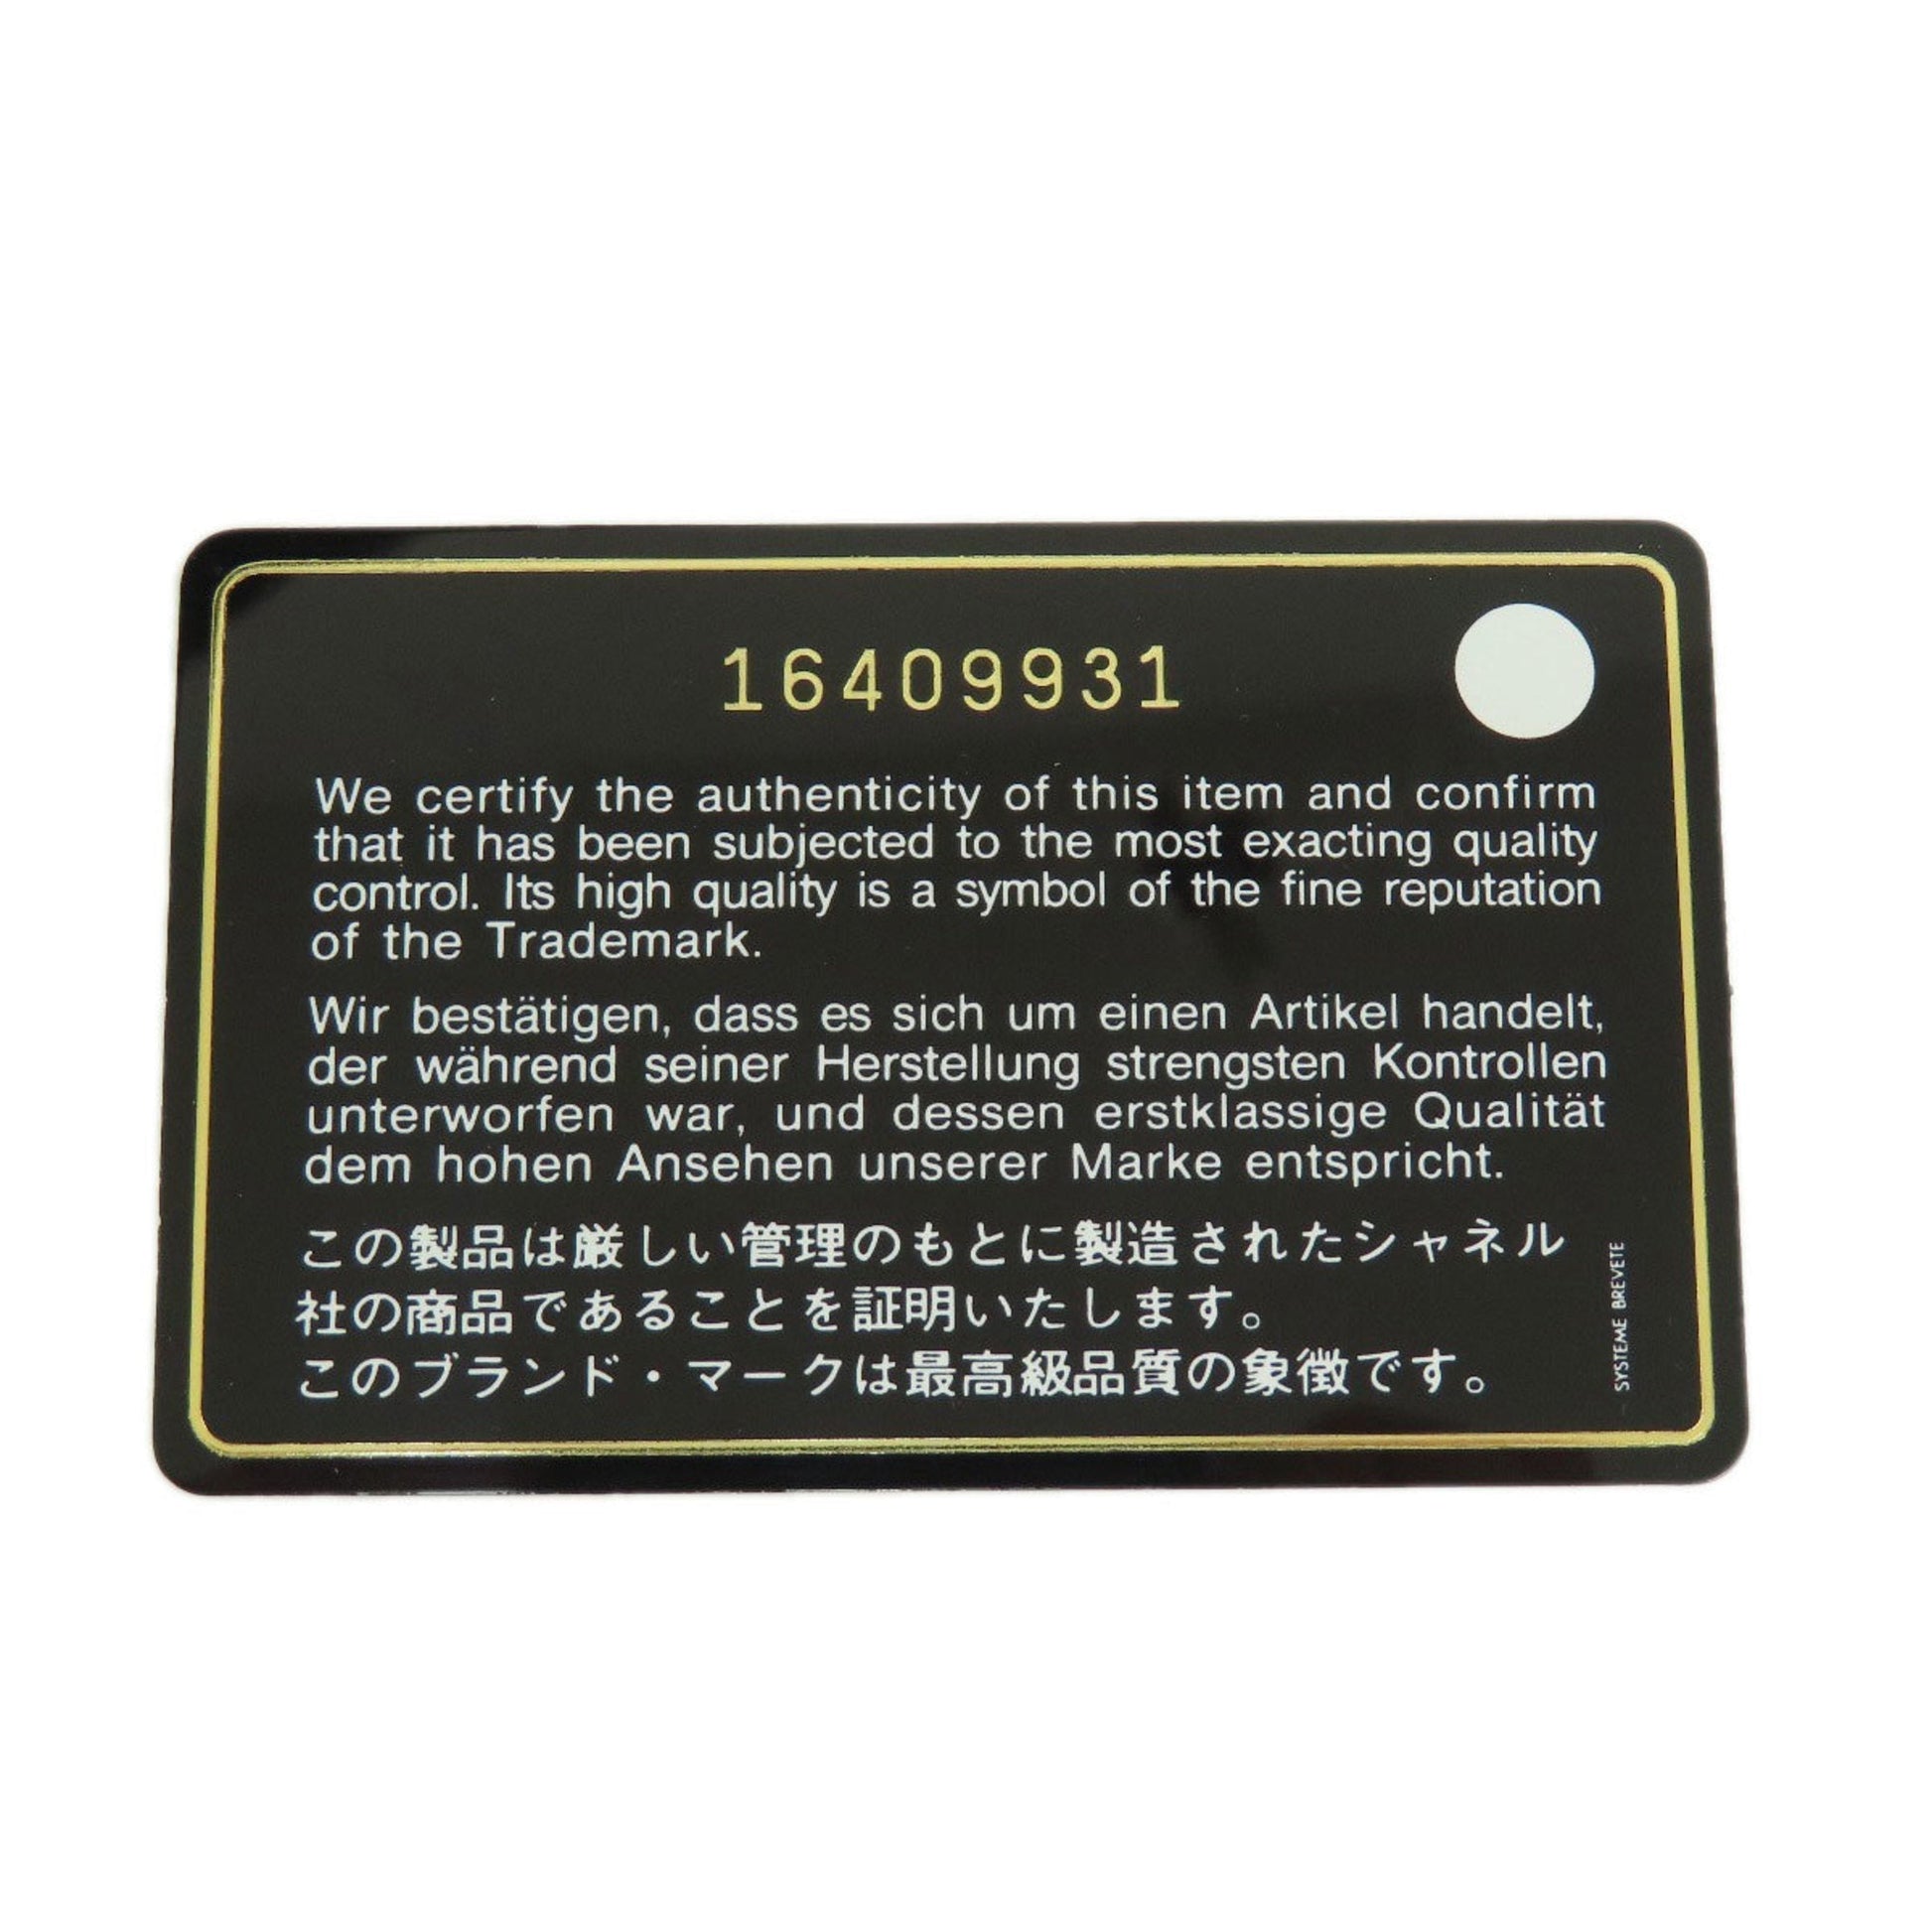 16409931
We certify the authenticity of this item and confirm
that it has been subjected to the most exacting quality
control. Its high quality is a symbol of the fine reputation
of the Trademark.
Wir bestätigen, dass es sich um einen Artikel handelt,
der während seiner Herstellung strengsten Kontrollen
unterworfen war, und dessen erstklassige Qualität
dem hohen Ansehen unserer Marke entspricht.
この製品は厳しい管理のもとに製造されたシャネル
社の商品であることを証明いたします。
このブランド・マークは最高級品質の象徴です。
SYSTEME BREVETE